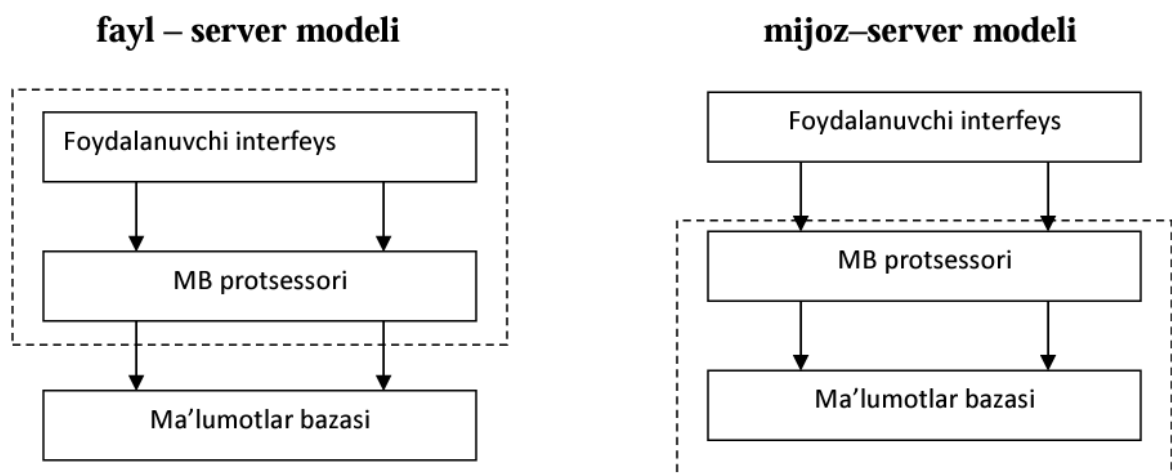 fayl – server modeli
Foydalanuvchi interfeys
MB protsessori
Ma’lumotlar bazasi
mijoz–server modeli
Foydalanuvchi interfeys
MB protsessori
Ma’lumotlar bazasi